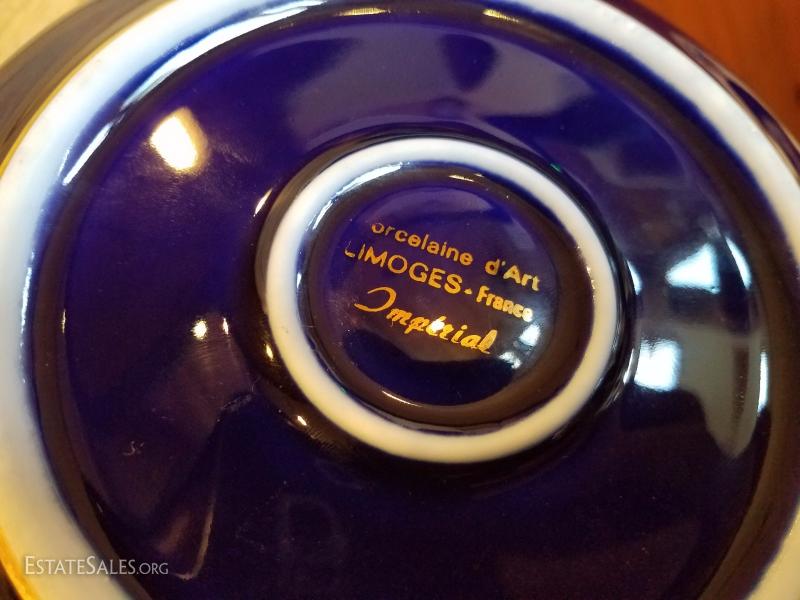 orcelaine d'Art
LIMOGES - France
Imperial
ESTATESALES.ORG